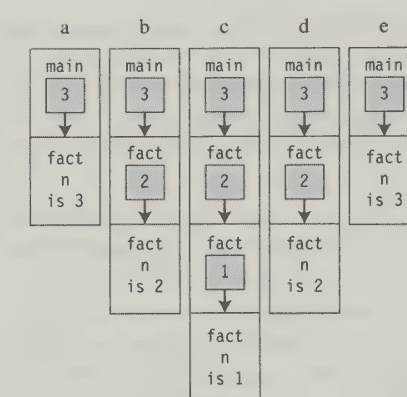 a b c d e
main main main main main
3 3 3 3 3
fact fact fact fact fact
n 2 2 2 n
is 3 is 3
fact fact fact
n 1 n
is 2 is 2
fact
n
is 1